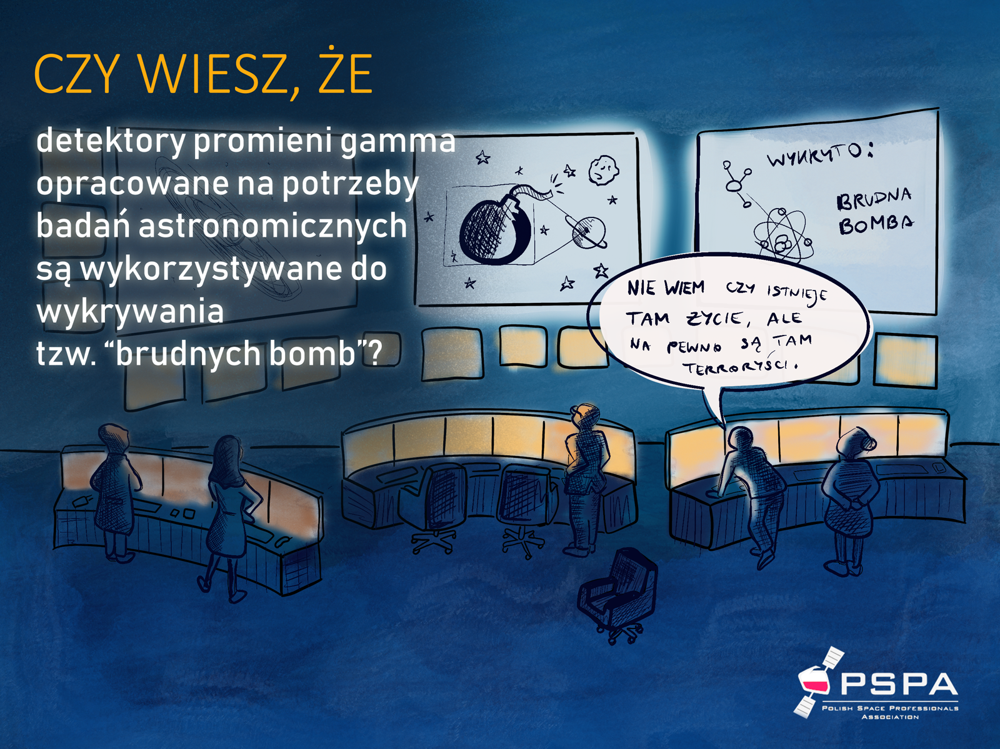 CZY WIESZ, ŻE
detektory promieni gamma
opracowane na potrzeby
badań astronomicznych
są wykorzystywane do
wykrywania
tzw. “brudnych bomb”?
WYKRYTO:
BRUDNA
BOMBA
NIE WIEM CZY ISTNIEJE
TAM ŻYCIE, ALE
NA PEWNO SĄ TAM
TERRORYŚCI.
PSPA
POLISH SPACE PROFESSIONALS
ASSOCIATION